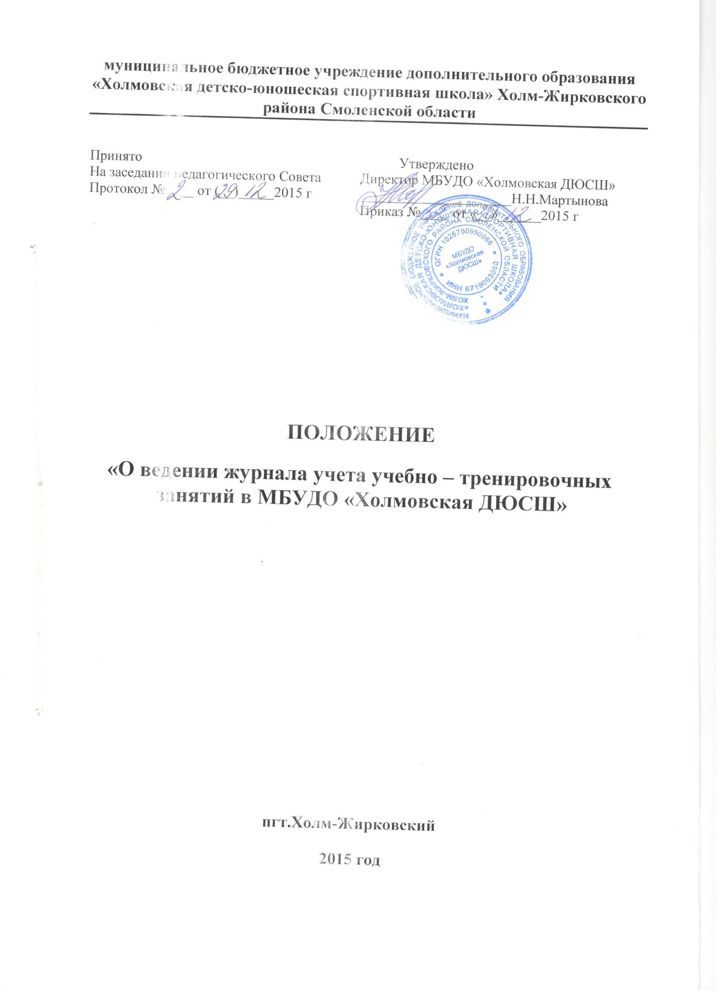 муниципальное бюджетное учреждение дополнительного образования
«Холмовская детско-юношеская спортивная школа» Холм-Жирковского
района Смоленской области
Принято
На заседании педагогического Совета
Протокол № 2 от «29» 12 2015 г
Утверждено
Директор МБУДО «Холмовская ДЮСШ»
Н.Н.Мартынова
Приказ № от « » 12 2015 г
МУНИЦИПАЛЬНОЕ БЮДЖЕТНОЕ УЧРЕЖДЕНИЕ ДОПОЛНИТЕЛЬНОГО ОБРАЗОВАНИЯ
«ХОЛМОВСКАЯ ДЕТСКО-ЮНОШЕСКАЯ СПОРТИВНАЯ ШКОЛА»
ХОЛМ-ЖИРКОВСКОГО РАЙОНА СМОЛЕНСКОЙ ОБЛАСТИ
ОГРН 1026700950066
ИНН 6719003080
МБУДО
«Холмовская
ДЮСШ»
ПОЛОЖЕНИЕ
«О ведении журнала учета учебно – тренировочных
занятий в МБУДО «Холмовская ДЮСШ»
пгт.Холм-Жирковский
2015 год